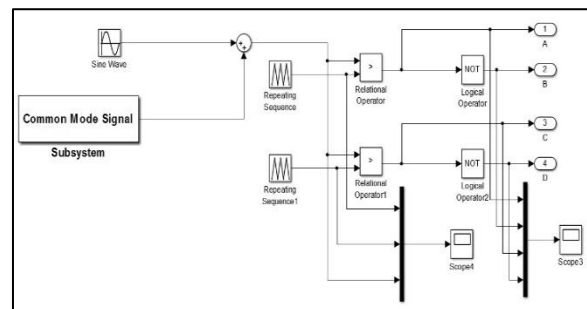 Sine Wave
Common Mode Signal
Subsystem
+
+
Repeating
Sequence
>
Relational
Operator
NOT
Logical
Operator
1
A
2
B
Repeating
Sequence1
>
Relational
Operator1
NOT
Logical
Operator2
3
C
4
D
Scope4
Scope3